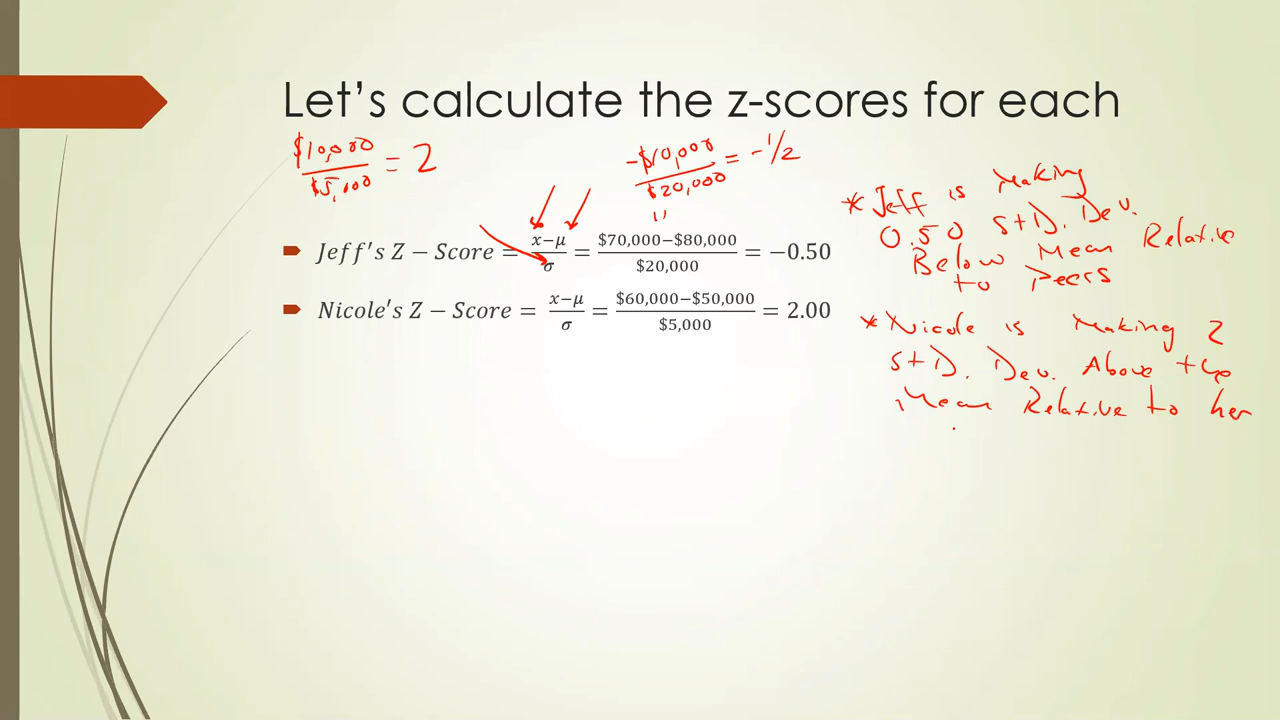 Let's calculate the z-scores for each
$10,000 / $5,000 = 2
-$10,000 / $20,000 = -1/2
Jeff's Z − Score = x−μ / σ = $70,000−$80,000 / $20,000 = −0.50
Nicole's Z − Score = x−μ / σ = $60,000−$50,000 / $5,000 = 2.00
* Jeff is Making
0.50 StD. Dev.
Below Mean Relative
to Peers
* Nicole is Making 2
StD. Dev. Above the
Mean Relative to her